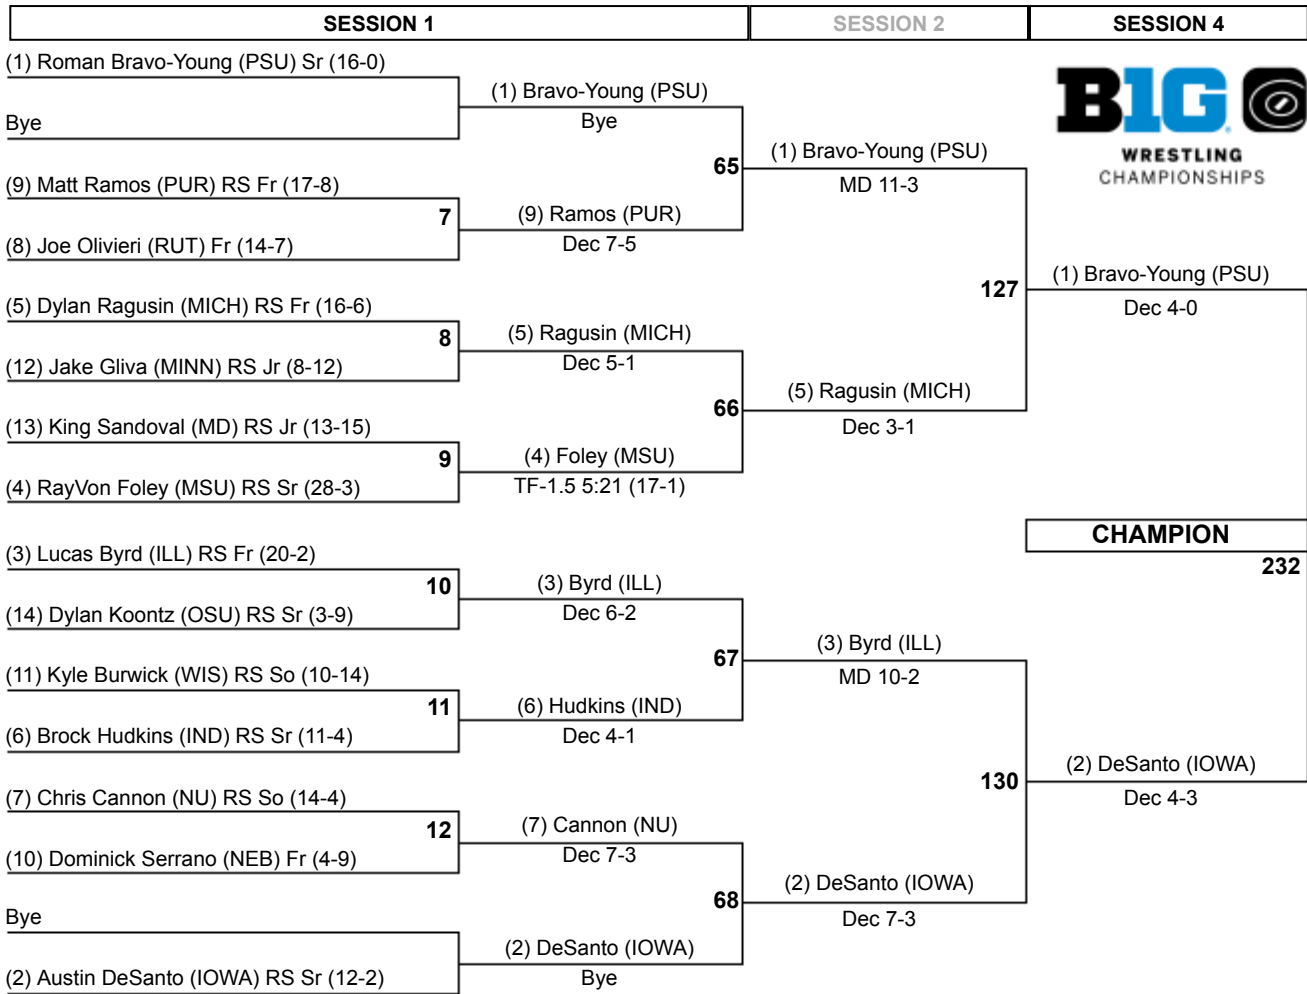 SESSION 1
SESSION 2
SESSION 4
(1) Roman Bravo-Young (PSU) Sr (16-0)
Bye
(9) Matt Ramos (PUR) RS Fr (17-8)
7
(8) Joe Olivieri (RUT) Fr (14-7)
(5) Dylan Ragusin (MICH) RS Fr (16-6)
8
(12) Jake Gliva (MINN) RS Jr (8-12)
(13) King Sandoval (MD) RS Jr (13-15)
9
(4) RayVon Foley (MSU) RS Sr (28-3)
(3) Lucas Byrd (ILL) RS Fr (20-2)
10
(14) Dylan Koontz (OSU) RS Sr (3-9)
(11) Kyle Burwick (WIS) RS So (10-14)
11
(6) Brock Hudkins (IND) RS Sr (11-4)
(7) Chris Cannon (NU) RS So (14-4)
12
(10) Dominick Serrano (NEB) Fr (4-9)
Bye
(2) Austin DeSanto (IOWA) RS Sr (12-2)
(1) Bravo-Young (PSU)
Bye
65
(9) Ramos (PUR)
Dec 7-5
(5) Ragusin (MICH)
Dec 5-1
66
(4) Foley (MSU)
TF-1.5 5:21 (17-1)
(3) Byrd (ILL)
Dec 6-2
67
(6) Hudkins (IND)
Dec 4-1
(7) Cannon (NU)
Dec 7-3
68
(2) DeSanto (IOWA)
Bye
(1) Bravo-Young (PSU)
MD 11-3
127
(5) Ragusin (MICH)
Dec 3-1
(3) Byrd (ILL)
MD 10-2
130
(2) DeSanto (IOWA)
Dec 7-3
B1G
WRESTLING
CHAMPIONSHIPS
(1) Bravo-Young (PSU)
Dec 4-0
CHAMPION
232
(2) DeSanto (IOWA)
Dec 4-3